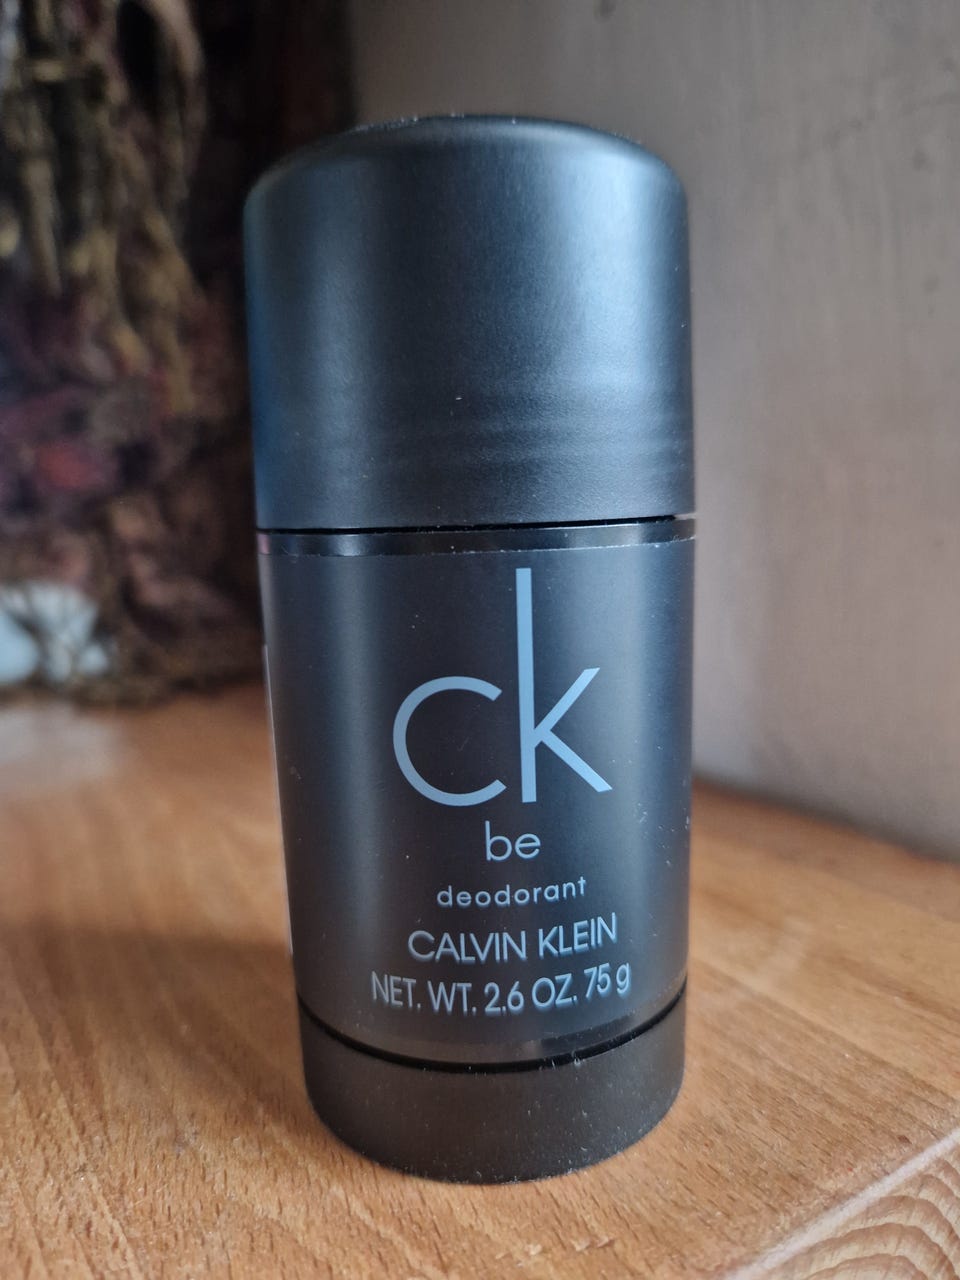 ck
be
deodorant
CALVIN KLEIN
NET. WT. 2.6 OZ. 75 g